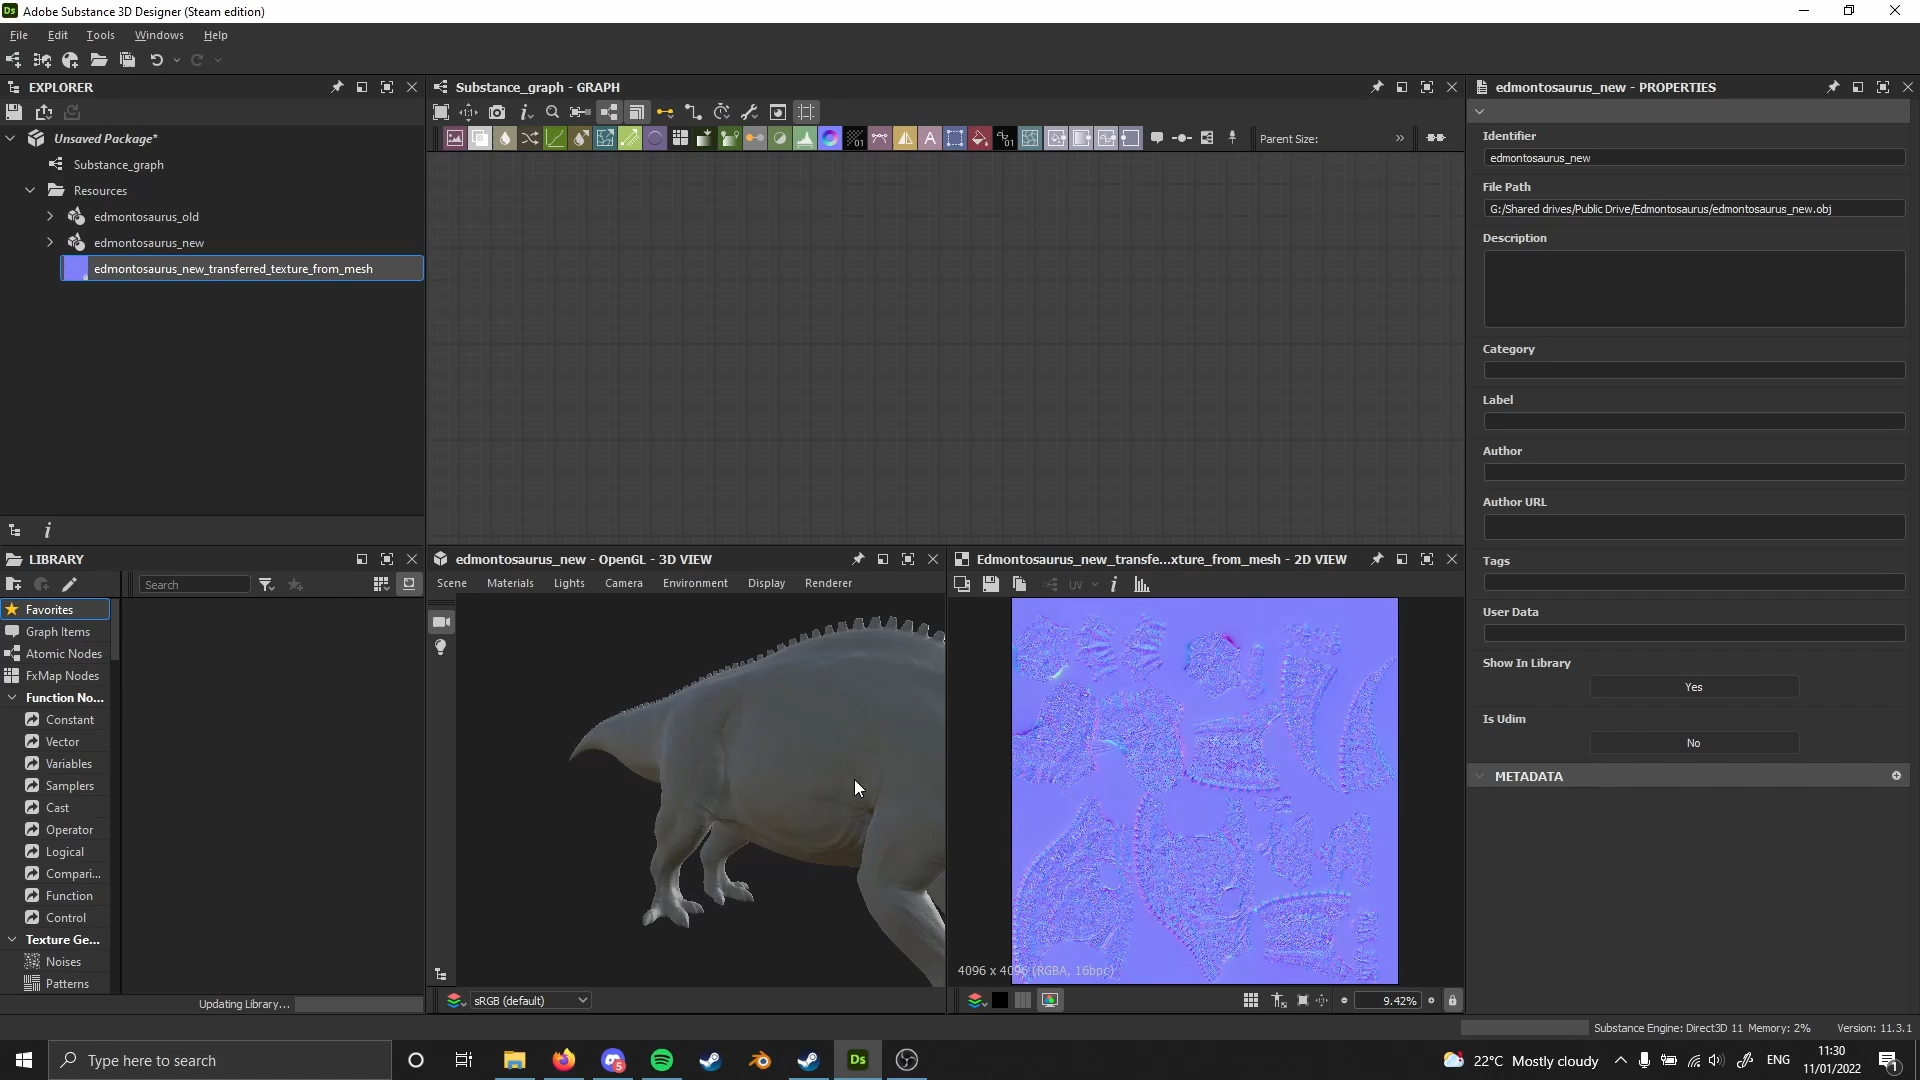 Adobe Substance 3D Designer (Steam edition)
File Edit Tools Windows Help
EXPLORER
Unsaved Package*
Substance_graph
Resources
edmontosaurus_old
edmontosaurus_new
edmontosaurus_new_transferred_texture_from_mesh
Substance_graph - GRAPH
Parent Size:
edmontosaurus_new - PROPERTIES
Identifier
edmontosaurus_new
File Path
G:/Shared drives/Public Drive/Edmontosaurus/edmontosaurus_new.obj
Description
Category
Label
Author
Author URL
Tags
User Data
Show In Library
Yes
Is Udim
No
METADATA
LIBRARY
Search
Favorites
Graph Items
Atomic Nodes
FxMap Nodes
Function No...
Constant
Vector
Variables
Samplers
Cast
Operator
Logical
Compari...
Function
Control
Texture Ge...
Noises
Patterns
Updating Library...
edmontosaurus_new - OpenGL - 3D VIEW
Scene Materials Lights Camera Environment Display Renderer
sRGB (default)
Edmontosaurus_new_transfe...xture_from_mesh - 2D VIEW
UV
4096 x 4096 (RGBA, 16bpc)
9.42%
Substance Engine: Direct3D 11 Memory: 2% Version: 11.3.1
Type here to search
Ds
22°C Mostly cloudy
ENG
11:30
11/01/2022